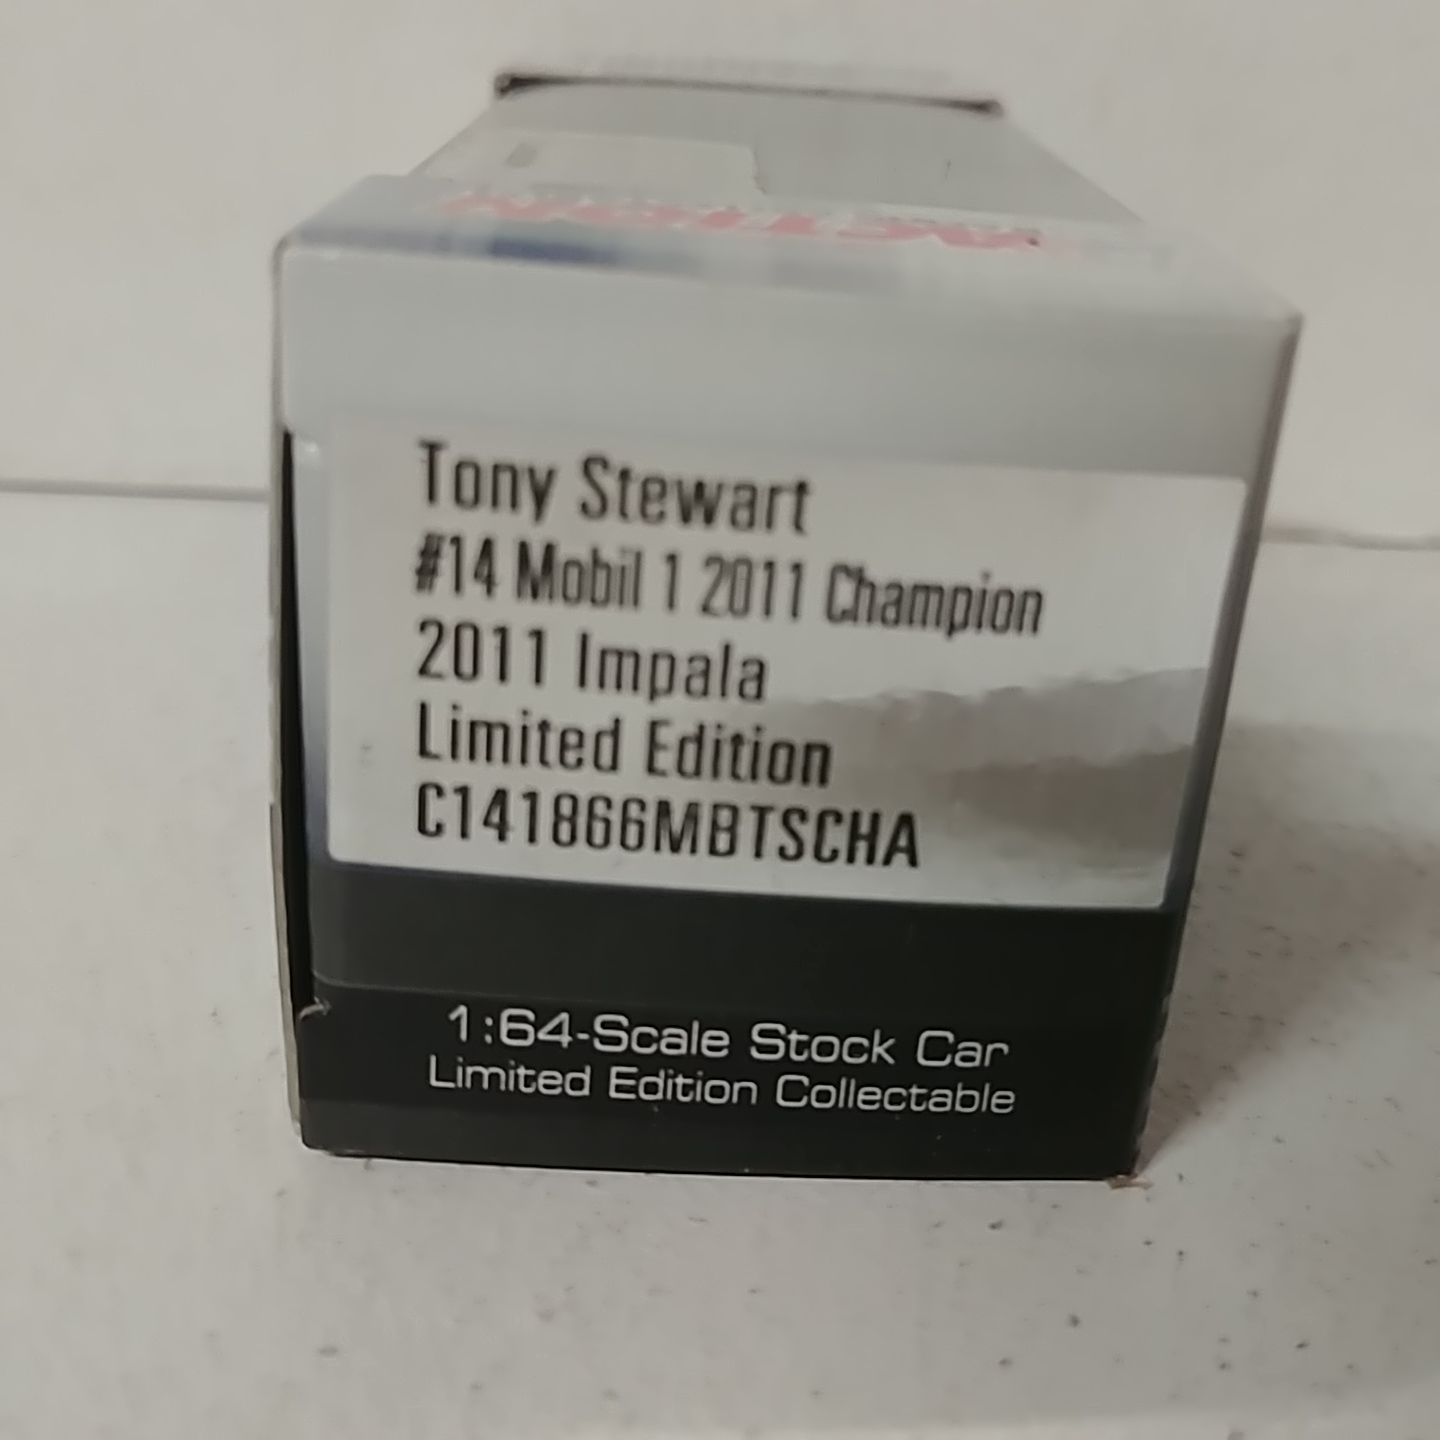 ACTION
Tony Stewart
#14 Mobil 1 2011 Champion
2011 Impala
Limited Edition
C141866MBTSCHA
1:64-Scale Stock Car
Limited Edition Collectable